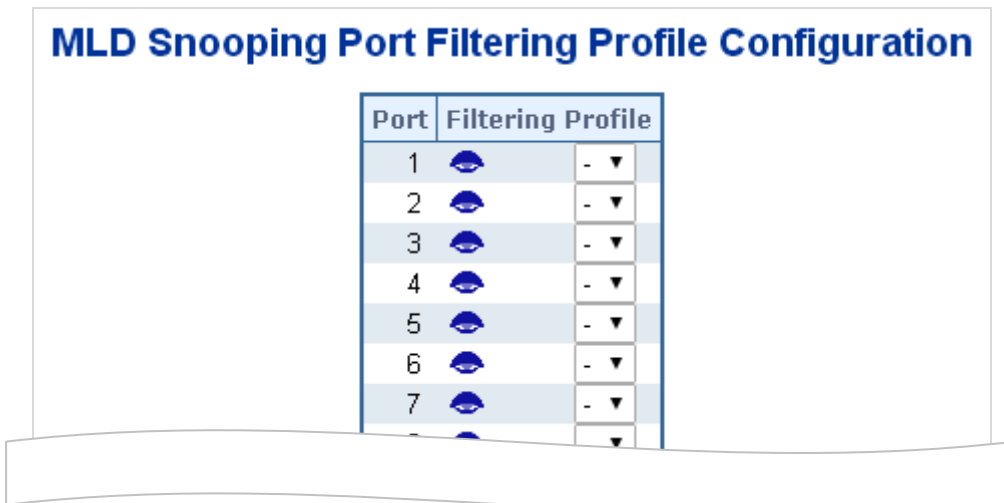 MLD Snooping Port Filtering Profile Configuration
Port Filtering Profile
1 - ▼
2 - ▼
3 - ▼
4 - ▼
5 - ▼
6 - ▼
7 - ▼